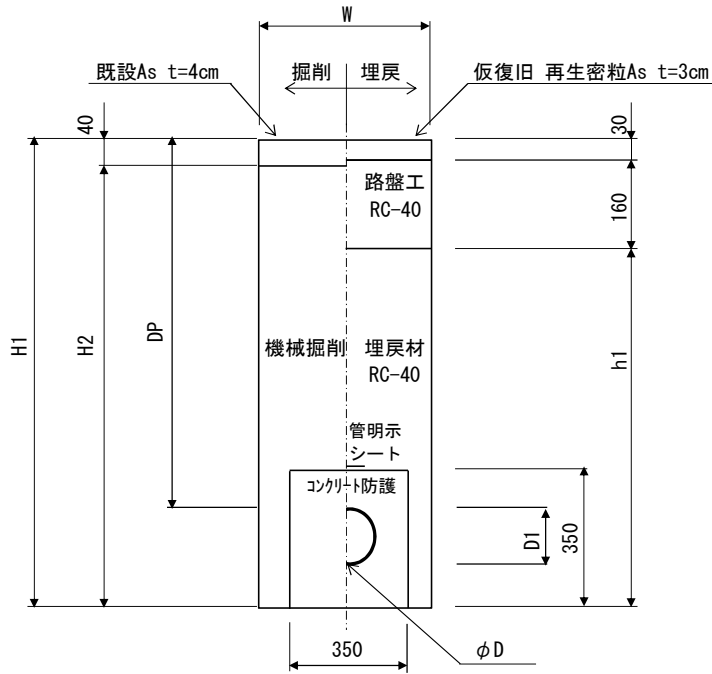 W
既設As t=4cm
掘削 埋戻
仮復旧 再生密粒As t=3cm
40
30
路盤工
RC-40
160
H1
H2
DP
機械掘削 埋戻材
RC-40
h1
管明示
シート
コンクリート防護
D1
350
350
φD